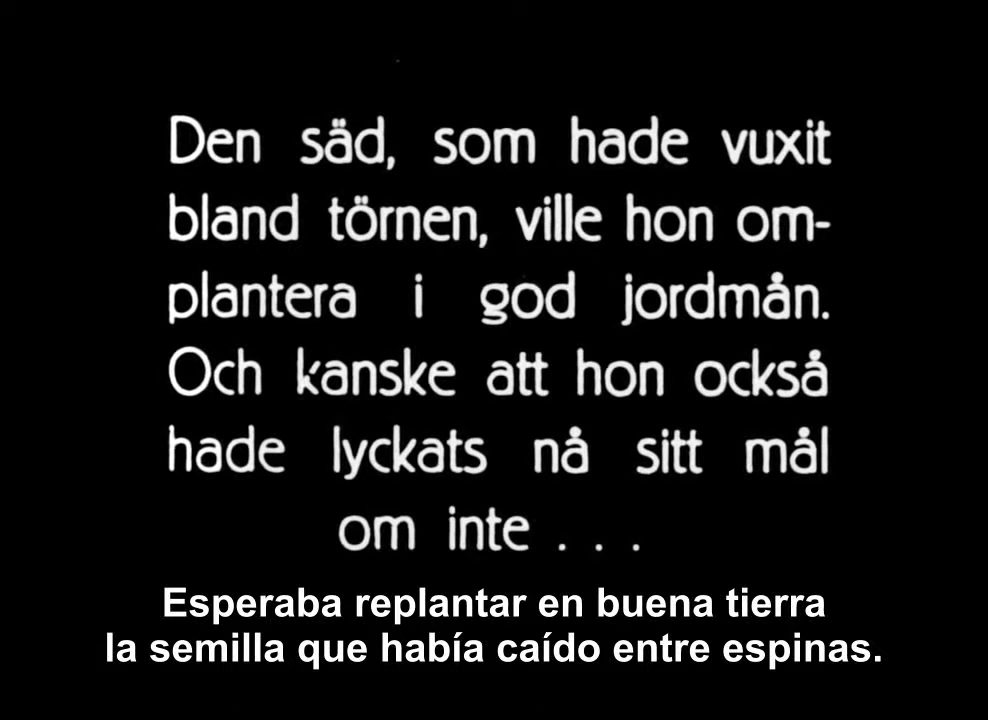 Den säd, som hade vuxit
bland törnen, ville hon om-
plantera i god jordmån.
Och kanske att hon också
hade lyckats nå sitt mål
om inte . . .
Esperaba replantar en buena tierra
la semilla que había caído entre espinas.